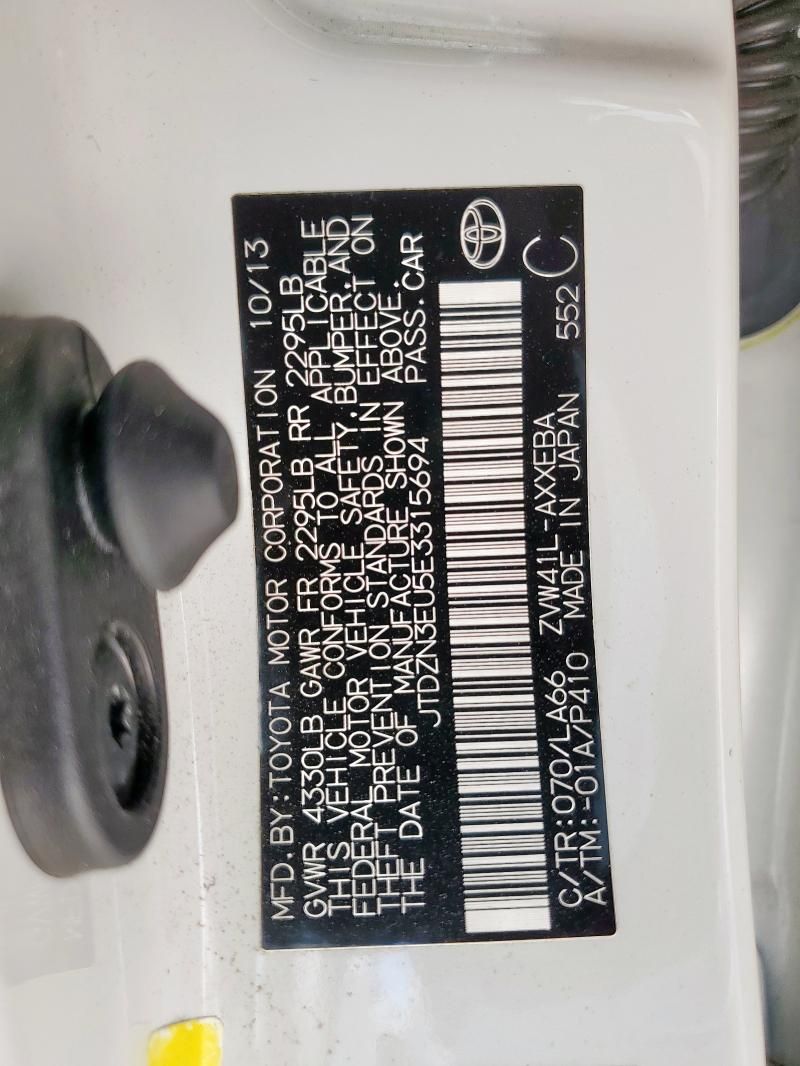 MFD. BY: TOYOTA MOTOR CORPORATION 10/13
GVWR 4330LB GAWR FR 2295LB RR 2295LB
THIS VEHICLE CONFORMS TO ALL APPLICABLE
FEDERAL MOTOR VEHICLE SAFETY, BUMPER, AND
THEFT PREVENTION STANDARDS IN EFFECT ON
THE DATE OF MANUFACTURE SHOWN ABOVE.
JTDZN3EU5E3315694 PASS. CAR
C/TR: 070/LA66 ZVW41L-AXXEBA
A/TM: -01A/P410 MADE IN JAPAN 552 C